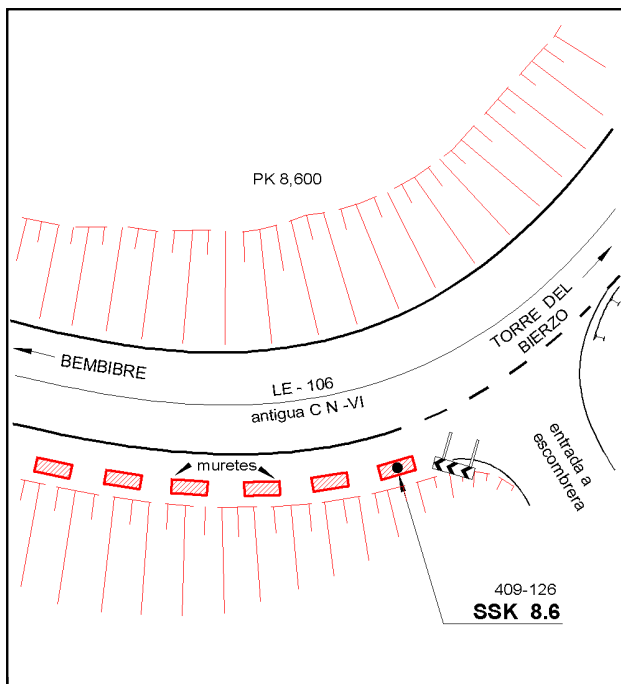 PK 8,600
TORRE DEL
BIERZO
BEMBIBRE
LE - 106
antigua C N -VI
muretes
entrada a
escombrera
409-126
SSK 8.6